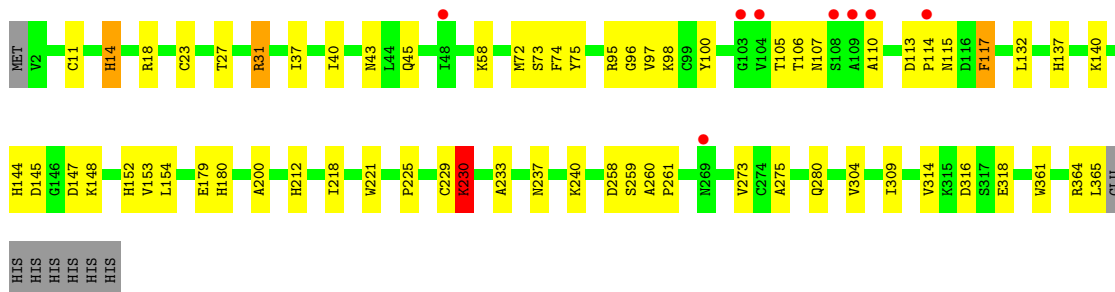 MET V2 C11 H14 R18 C23 T27 R31 I37 I40 N43 L44 Q45 I48 K58 M72 S73 F74 Y75 R95 G96 V97 K98 C99 Y100 G103 V104 T105 T106 N107 S108 A109 A110 D113 P114 N115 D116 F117 L132 H137 K140
H144 D145 G146 D147 K148 H152 V153 L154 E179 H180 A200 H212 I218 W221 P225 C229 K230 A233 N237 K240 D258 S259 A260 P261 N269 V273 C274 A275 Q280 V304 I309 V314 K315 D316 S317 E318 W361 R364 L365 GLU
HIS HIS HIS HIS HIS HIS